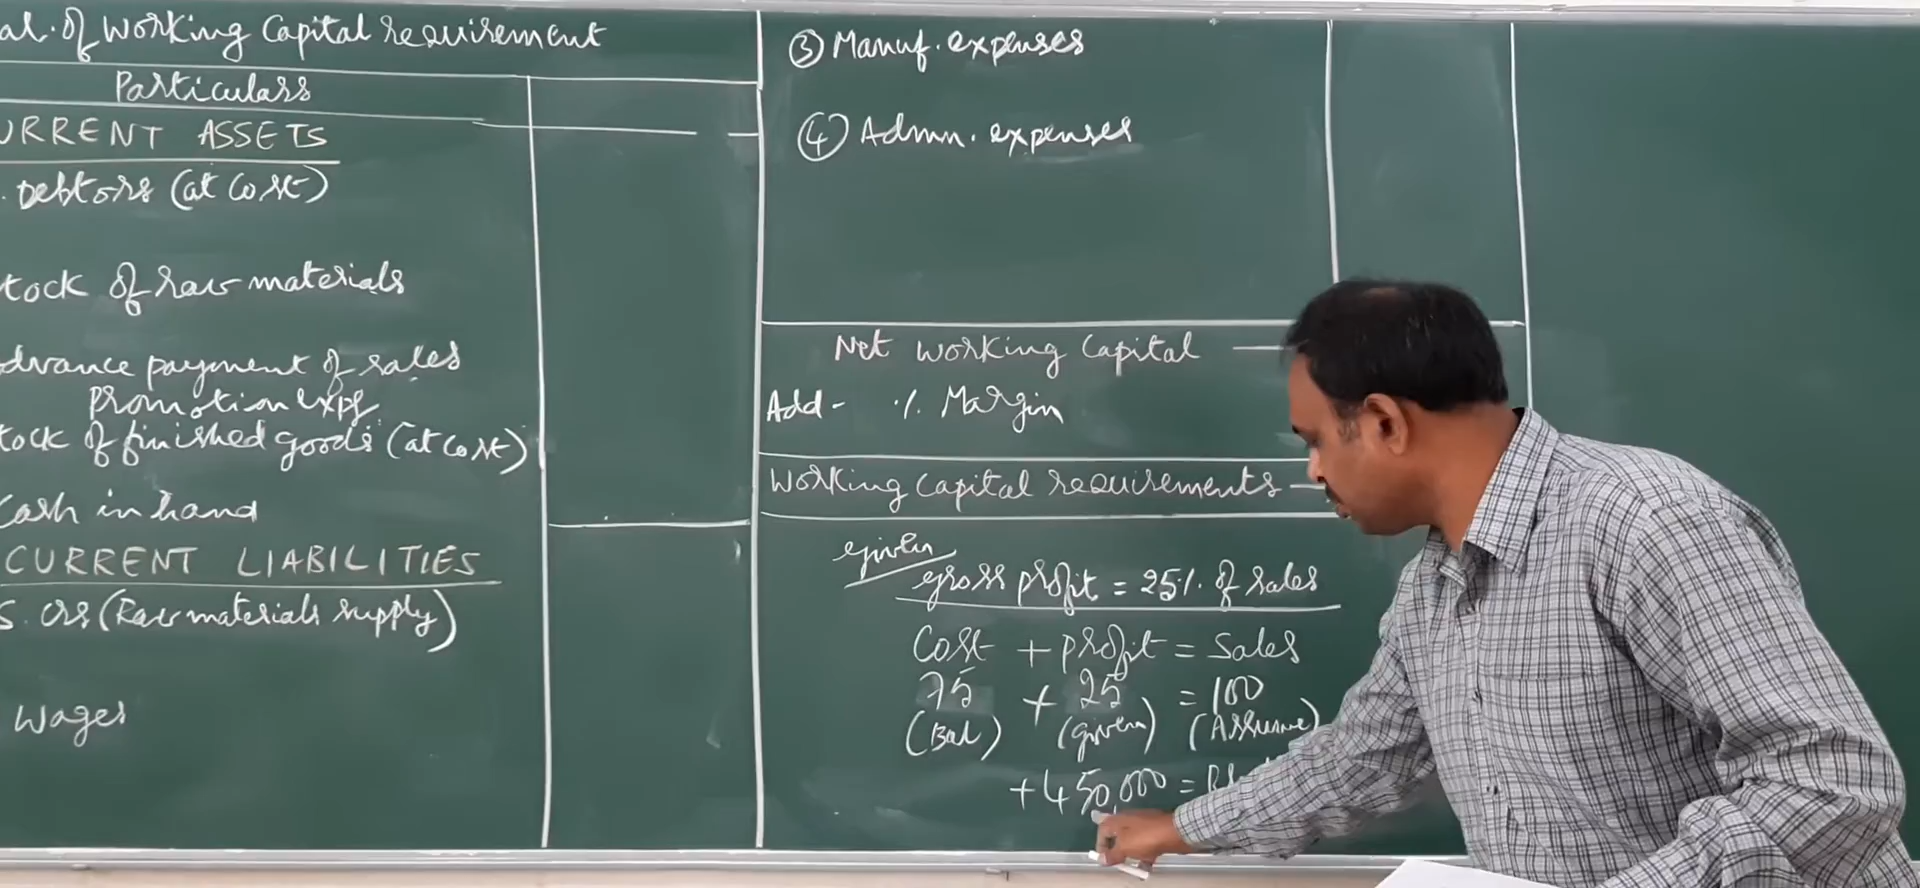 al. of working capital requirement
Particulars
URRENT ASSETS
. Debtors (at cost)
tock of raw materials
dvance payment of sales
promotion exps.
tock of finished goods (at cost)
Cash in hand
CURRENT LIABILITIES
S. crs (Raw materials supply)
Wages
③ Manuf. expenses
④ Admn. expenses
Net working capital
Add - % Margin
Working capital requirements
given
gross profit = 25% of sales
Cost + profit = sales
75 + 25 = 100
(Bal) (given) (Assume)
+ 450,000 =